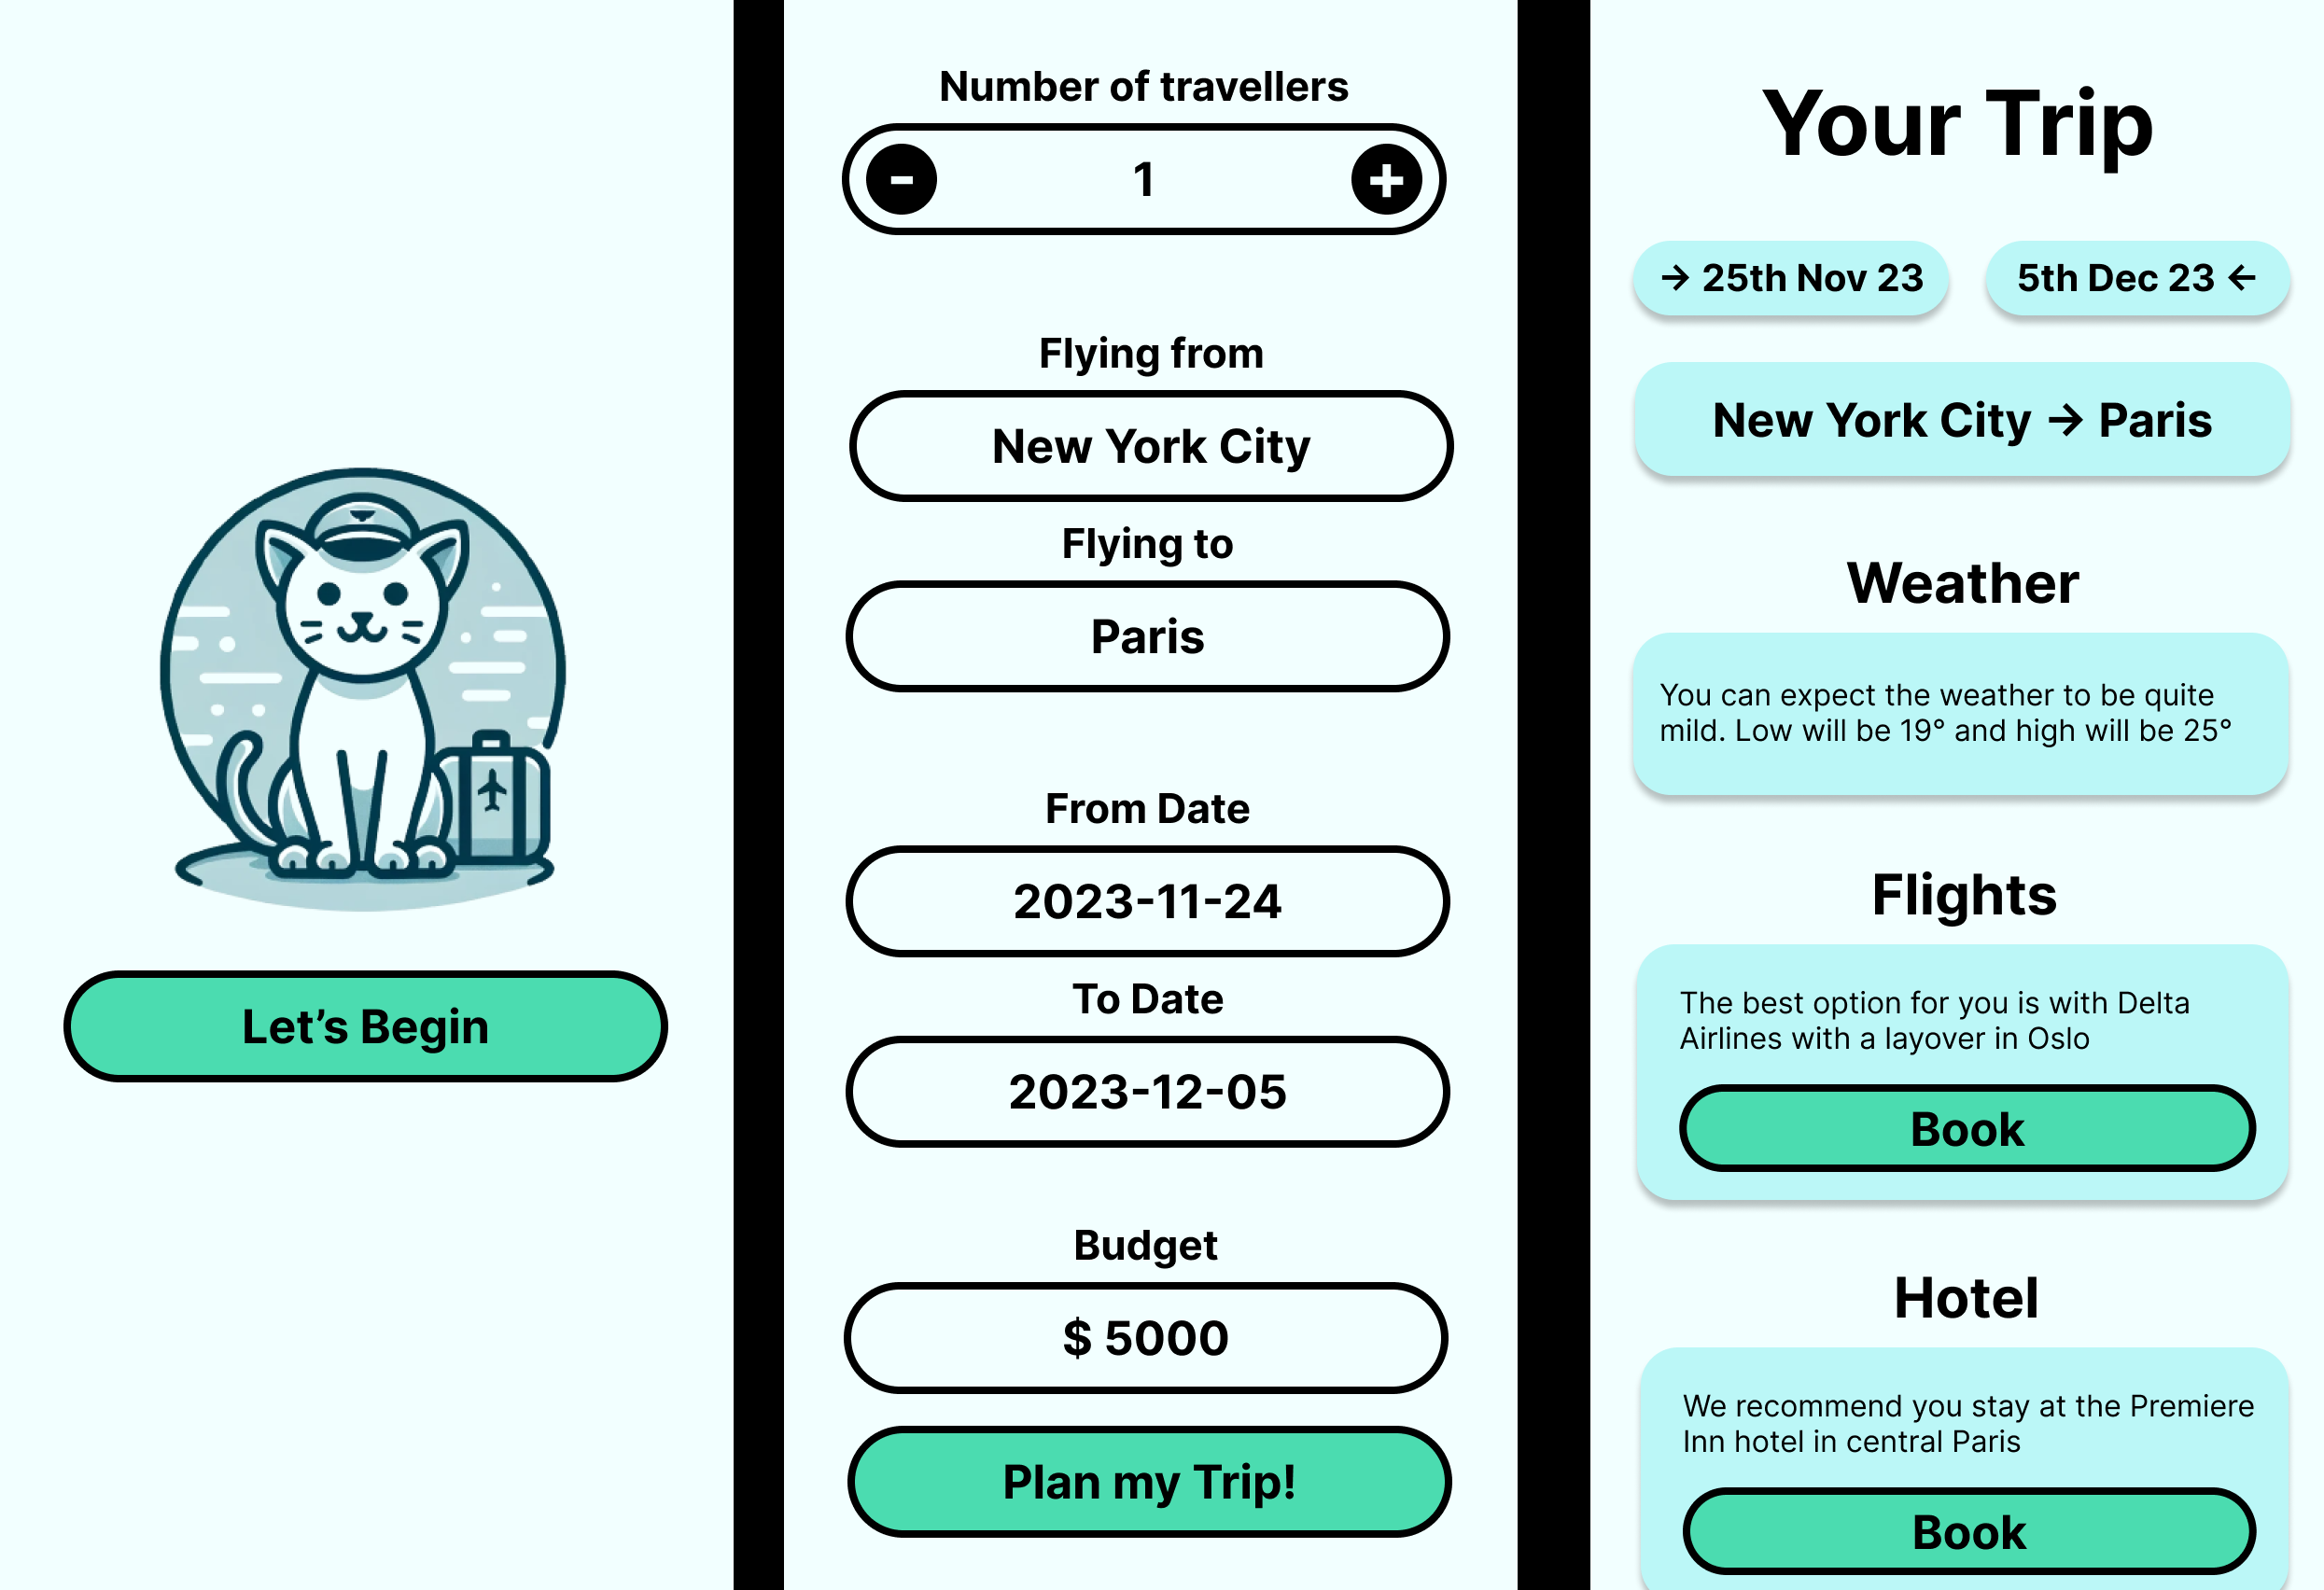 Let’s Begin
Number of travellers
- 1 +
Flying from
New York City
Flying to
Paris
From Date
2023-11-24
To Date
2023-12-05
Budget
$ 5000
Plan my Trip!
Your Trip
→ 25th Nov 23
5th Dec 23 ←
New York City → Paris
Weather
You can expect the weather to be quite
mild. Low will be 19° and high will be 25°
Flights
The best option for you is with Delta
Airlines with a layover in Oslo
Book
Hotel
We recommend you stay at the Premiere
Inn hotel in central Paris
Book